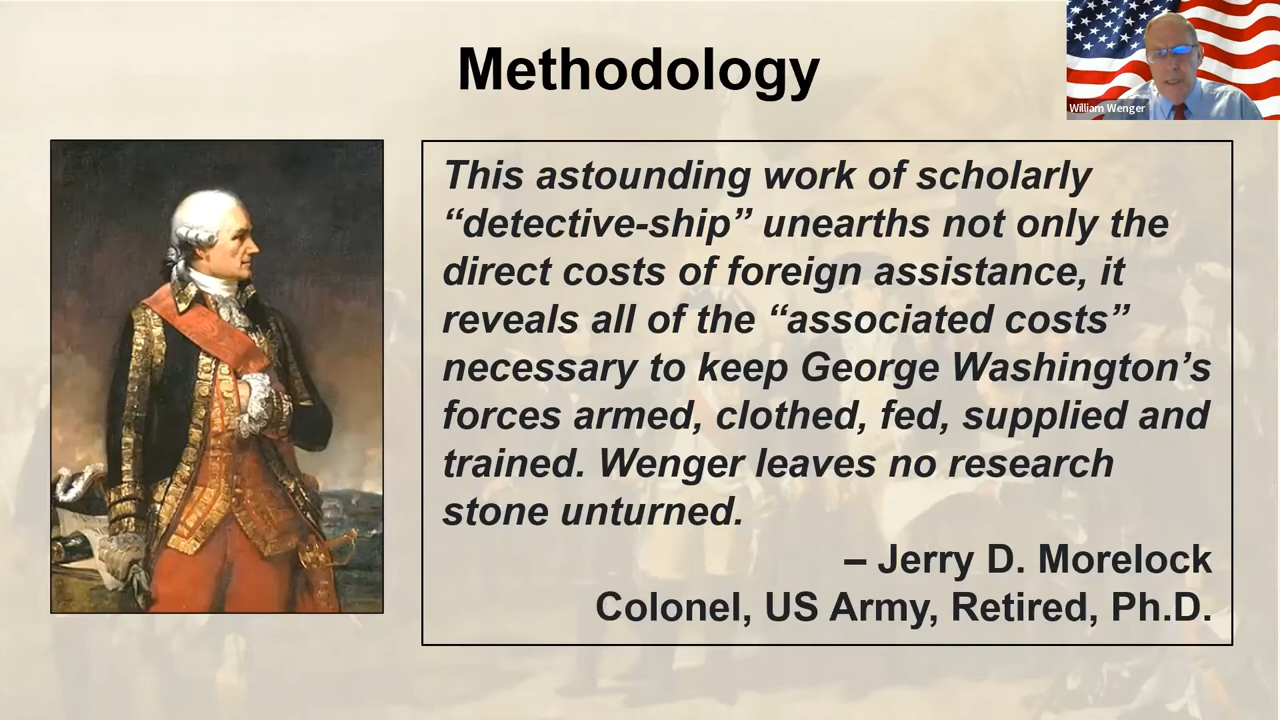 Methodology
William Wenger
This astounding work of scholarly
“detective-ship” unearths not only the
direct costs of foreign assistance, it
reveals all of the “associated costs”
necessary to keep George Washington’s
forces armed, clothed, fed, supplied and
trained. Wenger leaves no research
stone unturned.
– Jerry D. Morelock
Colonel, US Army, Retired, Ph.D.